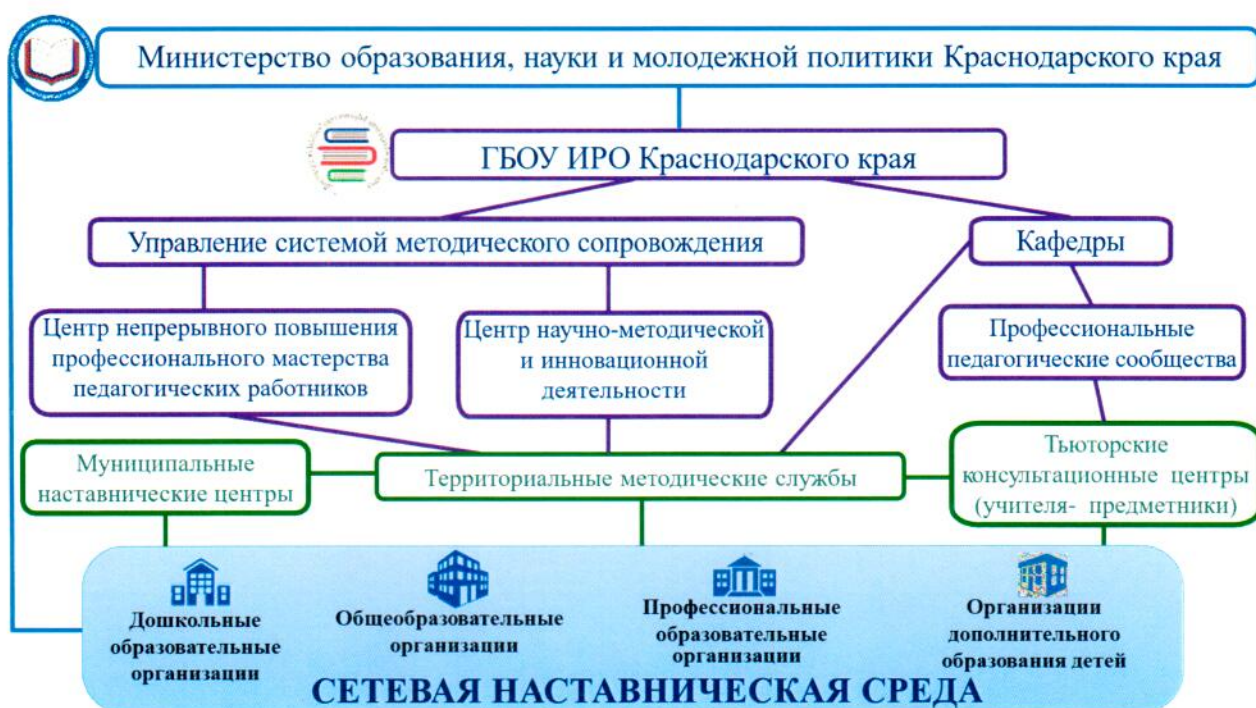 Министерство образования, науки и молодежной политики Краснодарского края
ГБОУ ИРО Краснодарского края
Управление системой методического сопровождения
Кафедры
Центр непрерывного повышения
профессионального мастерства
педагогических работников
Центр научно-методической
и инновационной
деятельности
Профессиональные
педагогические сообщества
Муниципальные
наставнические центры
Территориальные методические службы
Тьюторские
консультационные центры
(учителя- предметники)
Дошкольные
образовательные
организации
Общеобразовательные
организации
Профессиональные
образовательные
организации
Организации
дополнительного
образования детей
СЕТЕВАЯ НАСТАВНИЧЕСКАЯ СРЕДА